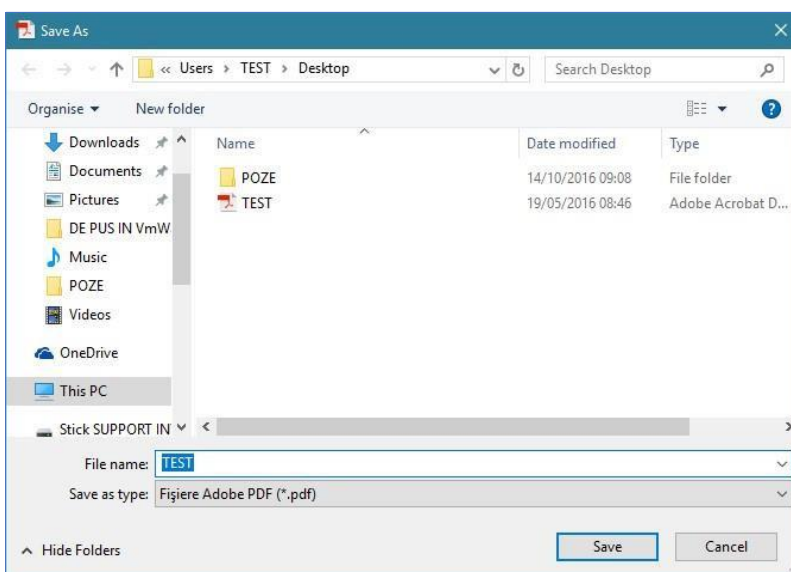 Save As
« Users > TEST > Desktop
Search Desktop
Organise
New folder
Downloads
Documents
Pictures
DE PUS IN VmW
Music
POZE
Videos
OneDrive
This PC
Stick SUPPORT IN
Name Date modified Type
POZE 14/10/2016 09:08 File folder
TEST 19/05/2016 08:46 Adobe Acrobat D...
File name: TEST
Save as type: Fișiere Adobe PDF (*.pdf)
Hide Folders
Save
Cancel